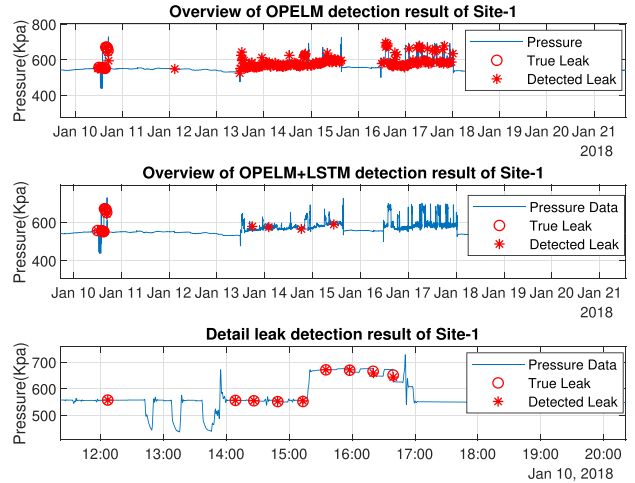 Overview of OPELM detection result of Site-1
Pressure(Kpa)
800
600
400
Pressure
True Leak
Detected Leak
Jan 10 Jan 11 Jan 12 Jan 13 Jan 14 Jan 15 Jan 16 Jan 17 Jan 18 Jan 19 Jan 20 Jan 21
2018
Overview of OPELM+LSTM detection result of Site-1
Pressure(Kpa)
600
400
Pressure Data
True Leak
Detected Leak
Jan 10 Jan 11 Jan 12 Jan 13 Jan 14 Jan 15 Jan 16 Jan 17 Jan 18 Jan 19 Jan 20 Jan 21
2018
Detail leak detection result of Site-1
Pressure(Kpa)
700
600
500
Pressure Data
True Leak
Detected Leak
12:00 13:00 14:00 15:00 16:00 17:00 18:00 19:00 20:00
Jan 10, 2018